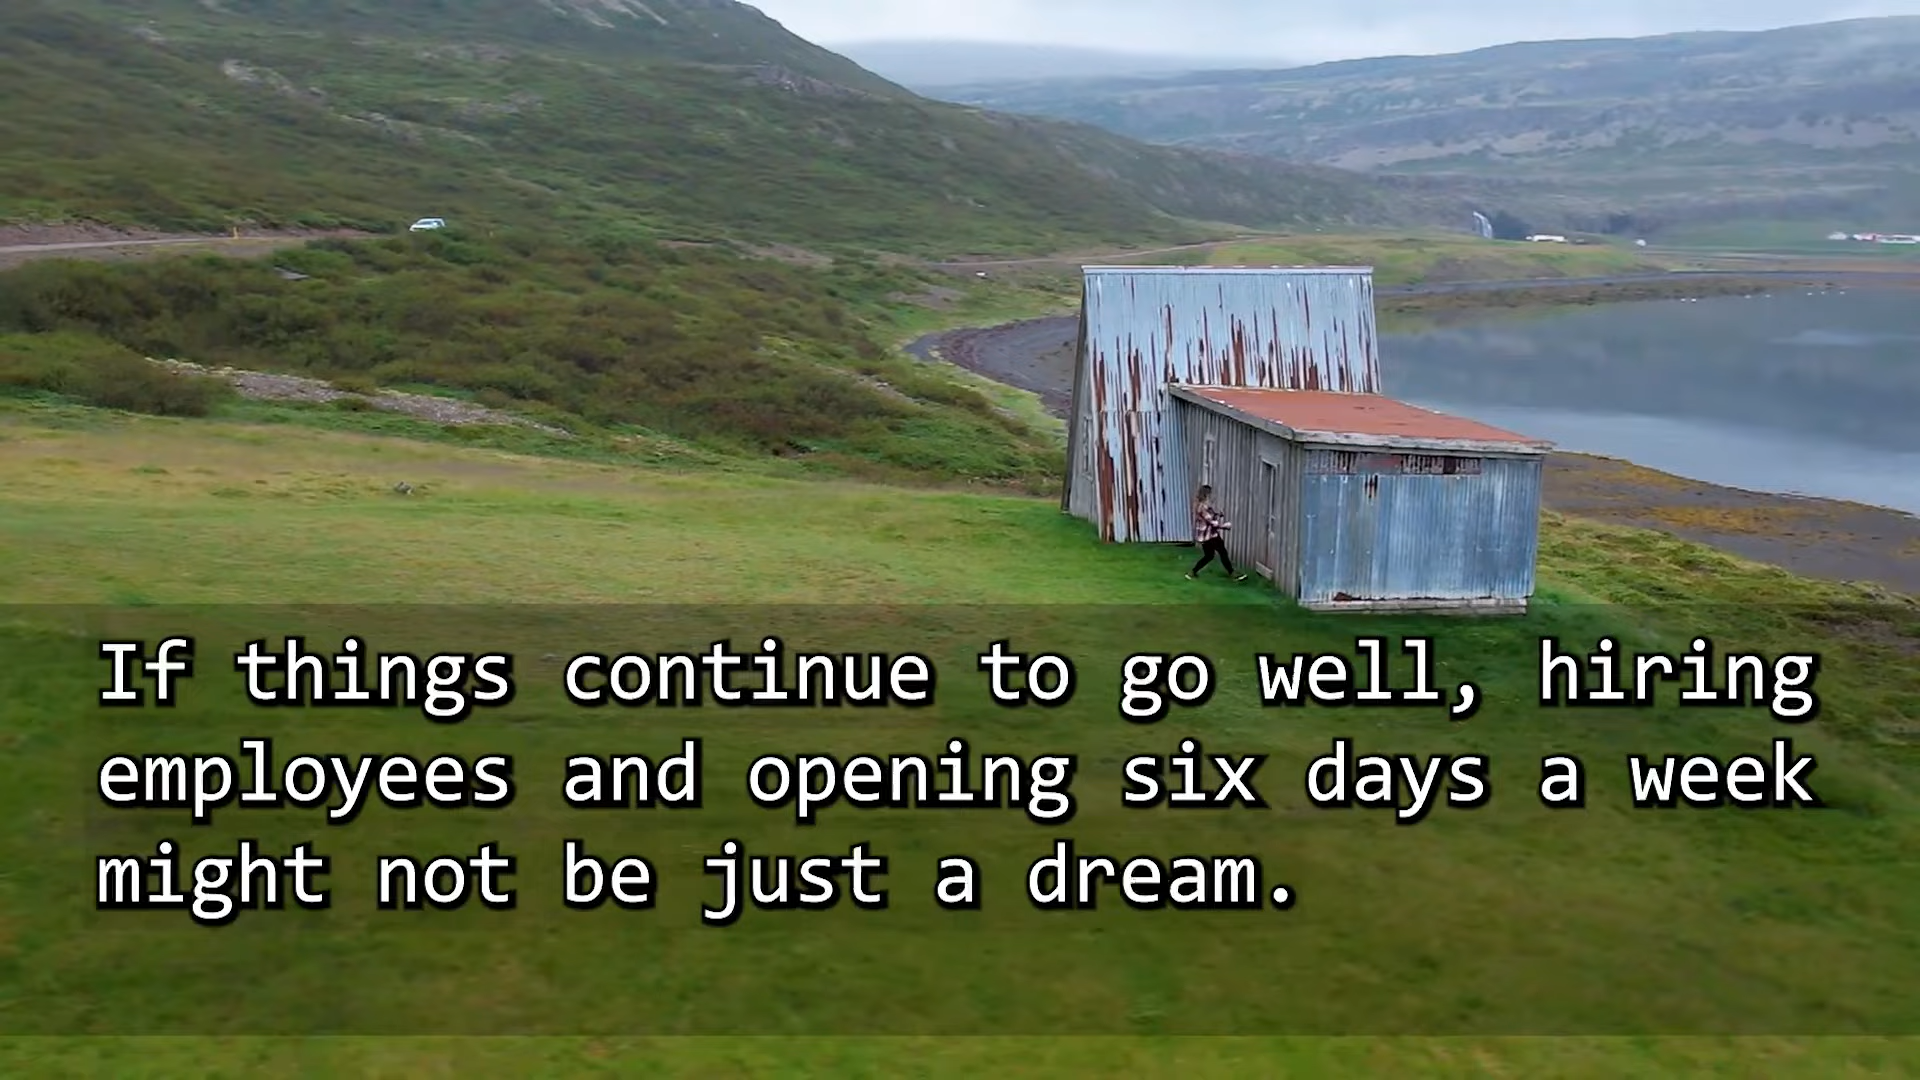 If things continue to go well, hiring
employees and opening six days a week
might not be just a dream.